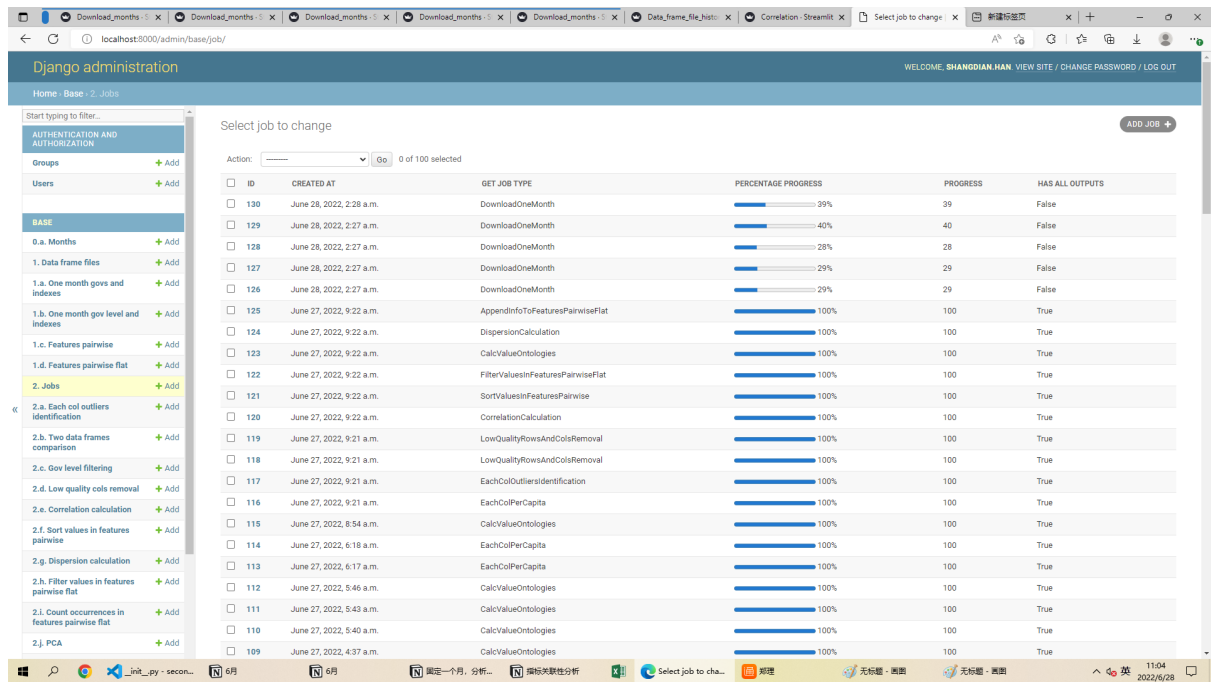 Download_months · S
Download_months · S
Download_months · S
Download_months · S
Download_months · S
Data_frame_file_histo
Correlation · Streamlit
Select job to change
新建标签页
localhost:8000/admin/base/job/
Django administration
WELCOME, SHANGDIAN.HAN. VIEW SITE / CHANGE PASSWORD / LOG OUT
Home › Base › 2. Jobs
Start typing to filter...
AUTHENTICATION AND AUTHORIZATION
Groups + Add
Users + Add
BASE
0.a. Months + Add
1. Data frame files + Add
1.a. One month govs and indexes + Add
1.b. One month gov level and indexes + Add
1.c. Features pairwise + Add
1.d. Features pairwise flat + Add
2. Jobs + Add
2.a. Each col outliers identification + Add
2.b. Two data frames comparison + Add
2.c. Gov level filtering + Add
2.d. Low quality cols removal + Add
2.e. Correlation calculation + Add
2.f. Sort values in features pairwise + Add
2.g. Dispersion calculation + Add
2.h. Filter values in features pairwise flat + Add
2.i. Count occurrences in features pairwise flat + Add
2.j. PCA + Add
«
Select job to change
ADD JOB +
Action: --------- Go 0 of 100 selected
ID CREATED AT GET JOB TYPE PERCENTAGE PROGRESS PROGRESS HAS ALL OUTPUTS
130 June 28, 2022, 2:28 a.m. DownloadOneMonth 39% 39 False
129 June 28, 2022, 2:27 a.m. DownloadOneMonth 40% 40 False
128 June 28, 2022, 2:27 a.m. DownloadOneMonth 28% 28 False
127 June 28, 2022, 2:27 a.m. DownloadOneMonth 29% 29 False
126 June 28, 2022, 2:27 a.m. DownloadOneMonth 29% 29 False
125 June 27, 2022, 9:22 a.m. AppendInfoToFeaturesPairwiseFlat 100% 100 True
124 June 27, 2022, 9:22 a.m. DispersionCalculation 100% 100 True
123 June 27, 2022, 9:22 a.m. CalcValueOntologies 100% 100 True
122 June 27, 2022, 9:22 a.m. FilterValuesInFeaturesPairwiseFlat 100% 100 True
121 June 27, 2022, 9:22 a.m. SortValuesInFeaturesPairwise 100% 100 True
120 June 27, 2022, 9:22 a.m. CorrelationCalculation 100% 100 True
119 June 27, 2022, 9:21 a.m. LowQualityRowsAndColsRemoval 100% 100 True
118 June 27, 2022, 9:21 a.m. LowQualityRowsAndColsRemoval 100% 100 True
117 June 27, 2022, 9:21 a.m. EachColOutliersIdentification 100% 100 True
116 June 27, 2022, 9:21 a.m. EachColPerCapita 100% 100 True
115 June 27, 2022, 8:54 a.m. CalcValueOntologies 100% 100 True
114 June 27, 2022, 6:18 a.m. EachColPerCapita 100% 100 True
113 June 27, 2022, 6:17 a.m. EachColPerCapita 100% 100 True
112 June 27, 2022, 5:46 a.m. CalcValueOntologies 100% 100 True
111 June 27, 2022, 5:43 a.m. CalcValueOntologies 100% 100 True
110 June 27, 2022, 5:40 a.m. CalcValueOntologies 100% 100 True
109 June 27, 2022, 4:37 a.m. CalcValueOntologies 100% 100 True
_init_.py - secon...
6月
6月
固定一个月，分析...
指标关联性分析
Select job to cha...
郑理
无标题 - 画图
无标题 - 画图
英
11:04
2022/6/28